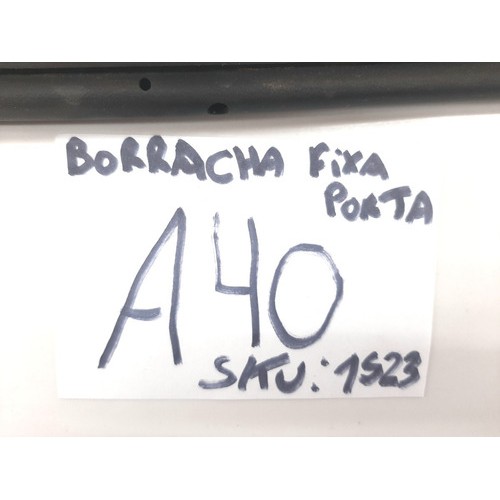 BORRACHA FiXA
PORTA
A40
SKU: 1523